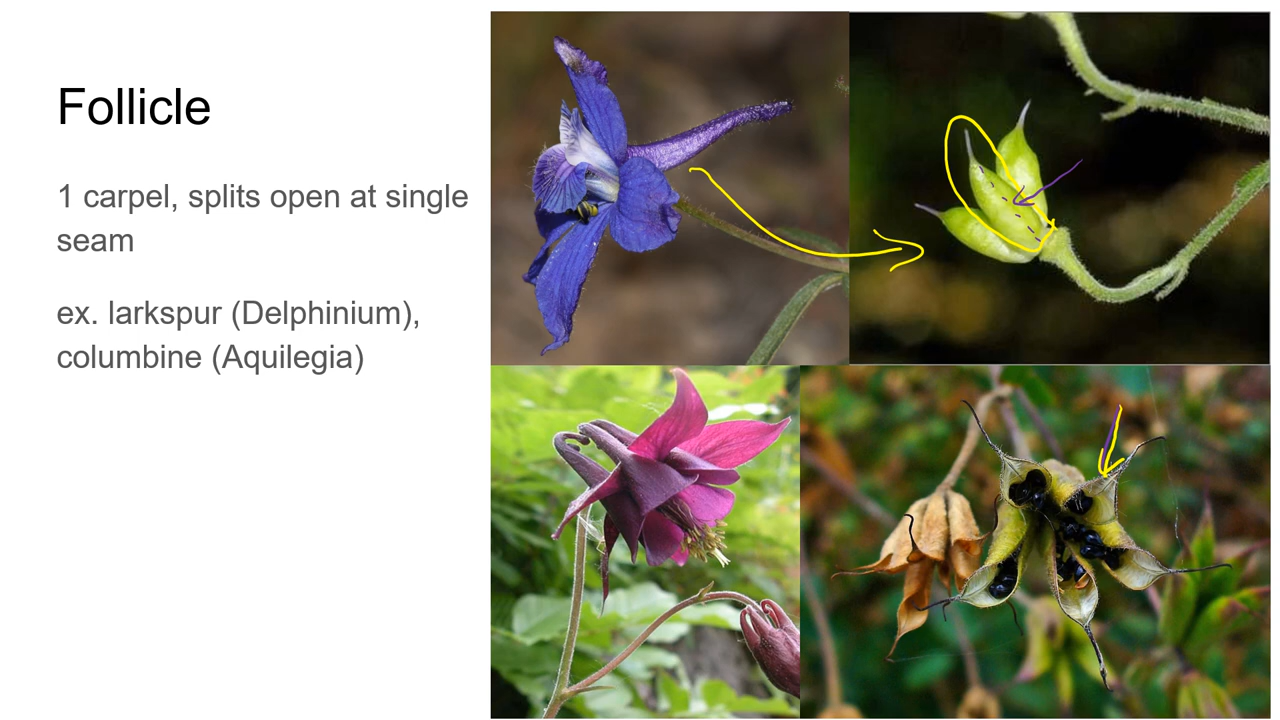 Follicle
1 carpel, splits open at single
seam
ex. larkspur (Delphinium),
columbine (Aquilegia)